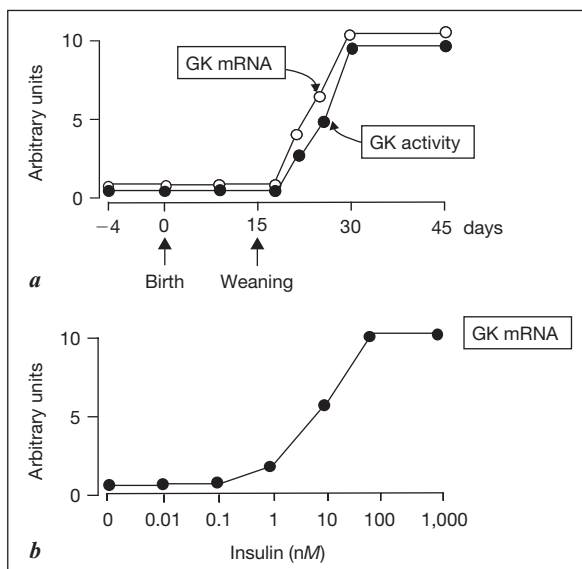 10
GK mRNA
Arbitrary units
5
GK activity
0
−4 0 15 30 45 days
Birth Weaning
a
10
GK mRNA
Arbitrary units
5
0
0 0.01 0.1 1 10 100 1,000
Insulin (nM)
b